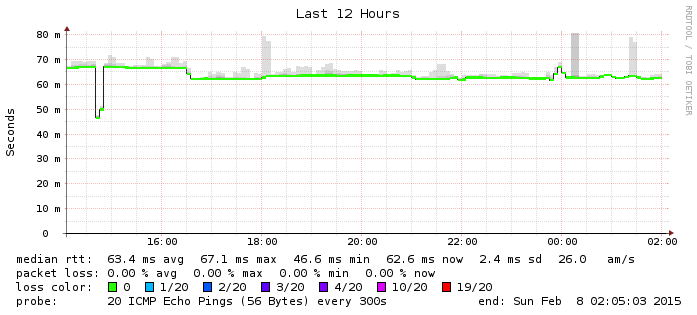 Last 12 Hours
RRDTOOL / TOBI OETIKER
Seconds
80 m
70 m
60 m
50 m
40 m
30 m
20 m
10 m
0
16:00 18:00 20:00 22:00 00:00 02:00
median rtt: 63.4 ms avg 67.1 ms max 46.6 ms min 62.6 ms now 2.4 ms sd 26.0 am/s
packet loss: 0.00 % avg 0.00 % max 0.00 % min 0.00 % now
loss color: 0 1/20 2/20 3/20 4/20 10/20 19/20
probe: 20 ICMP Echo Pings (56 Bytes) every 300s end: Sun Feb 8 02:05:03 2015